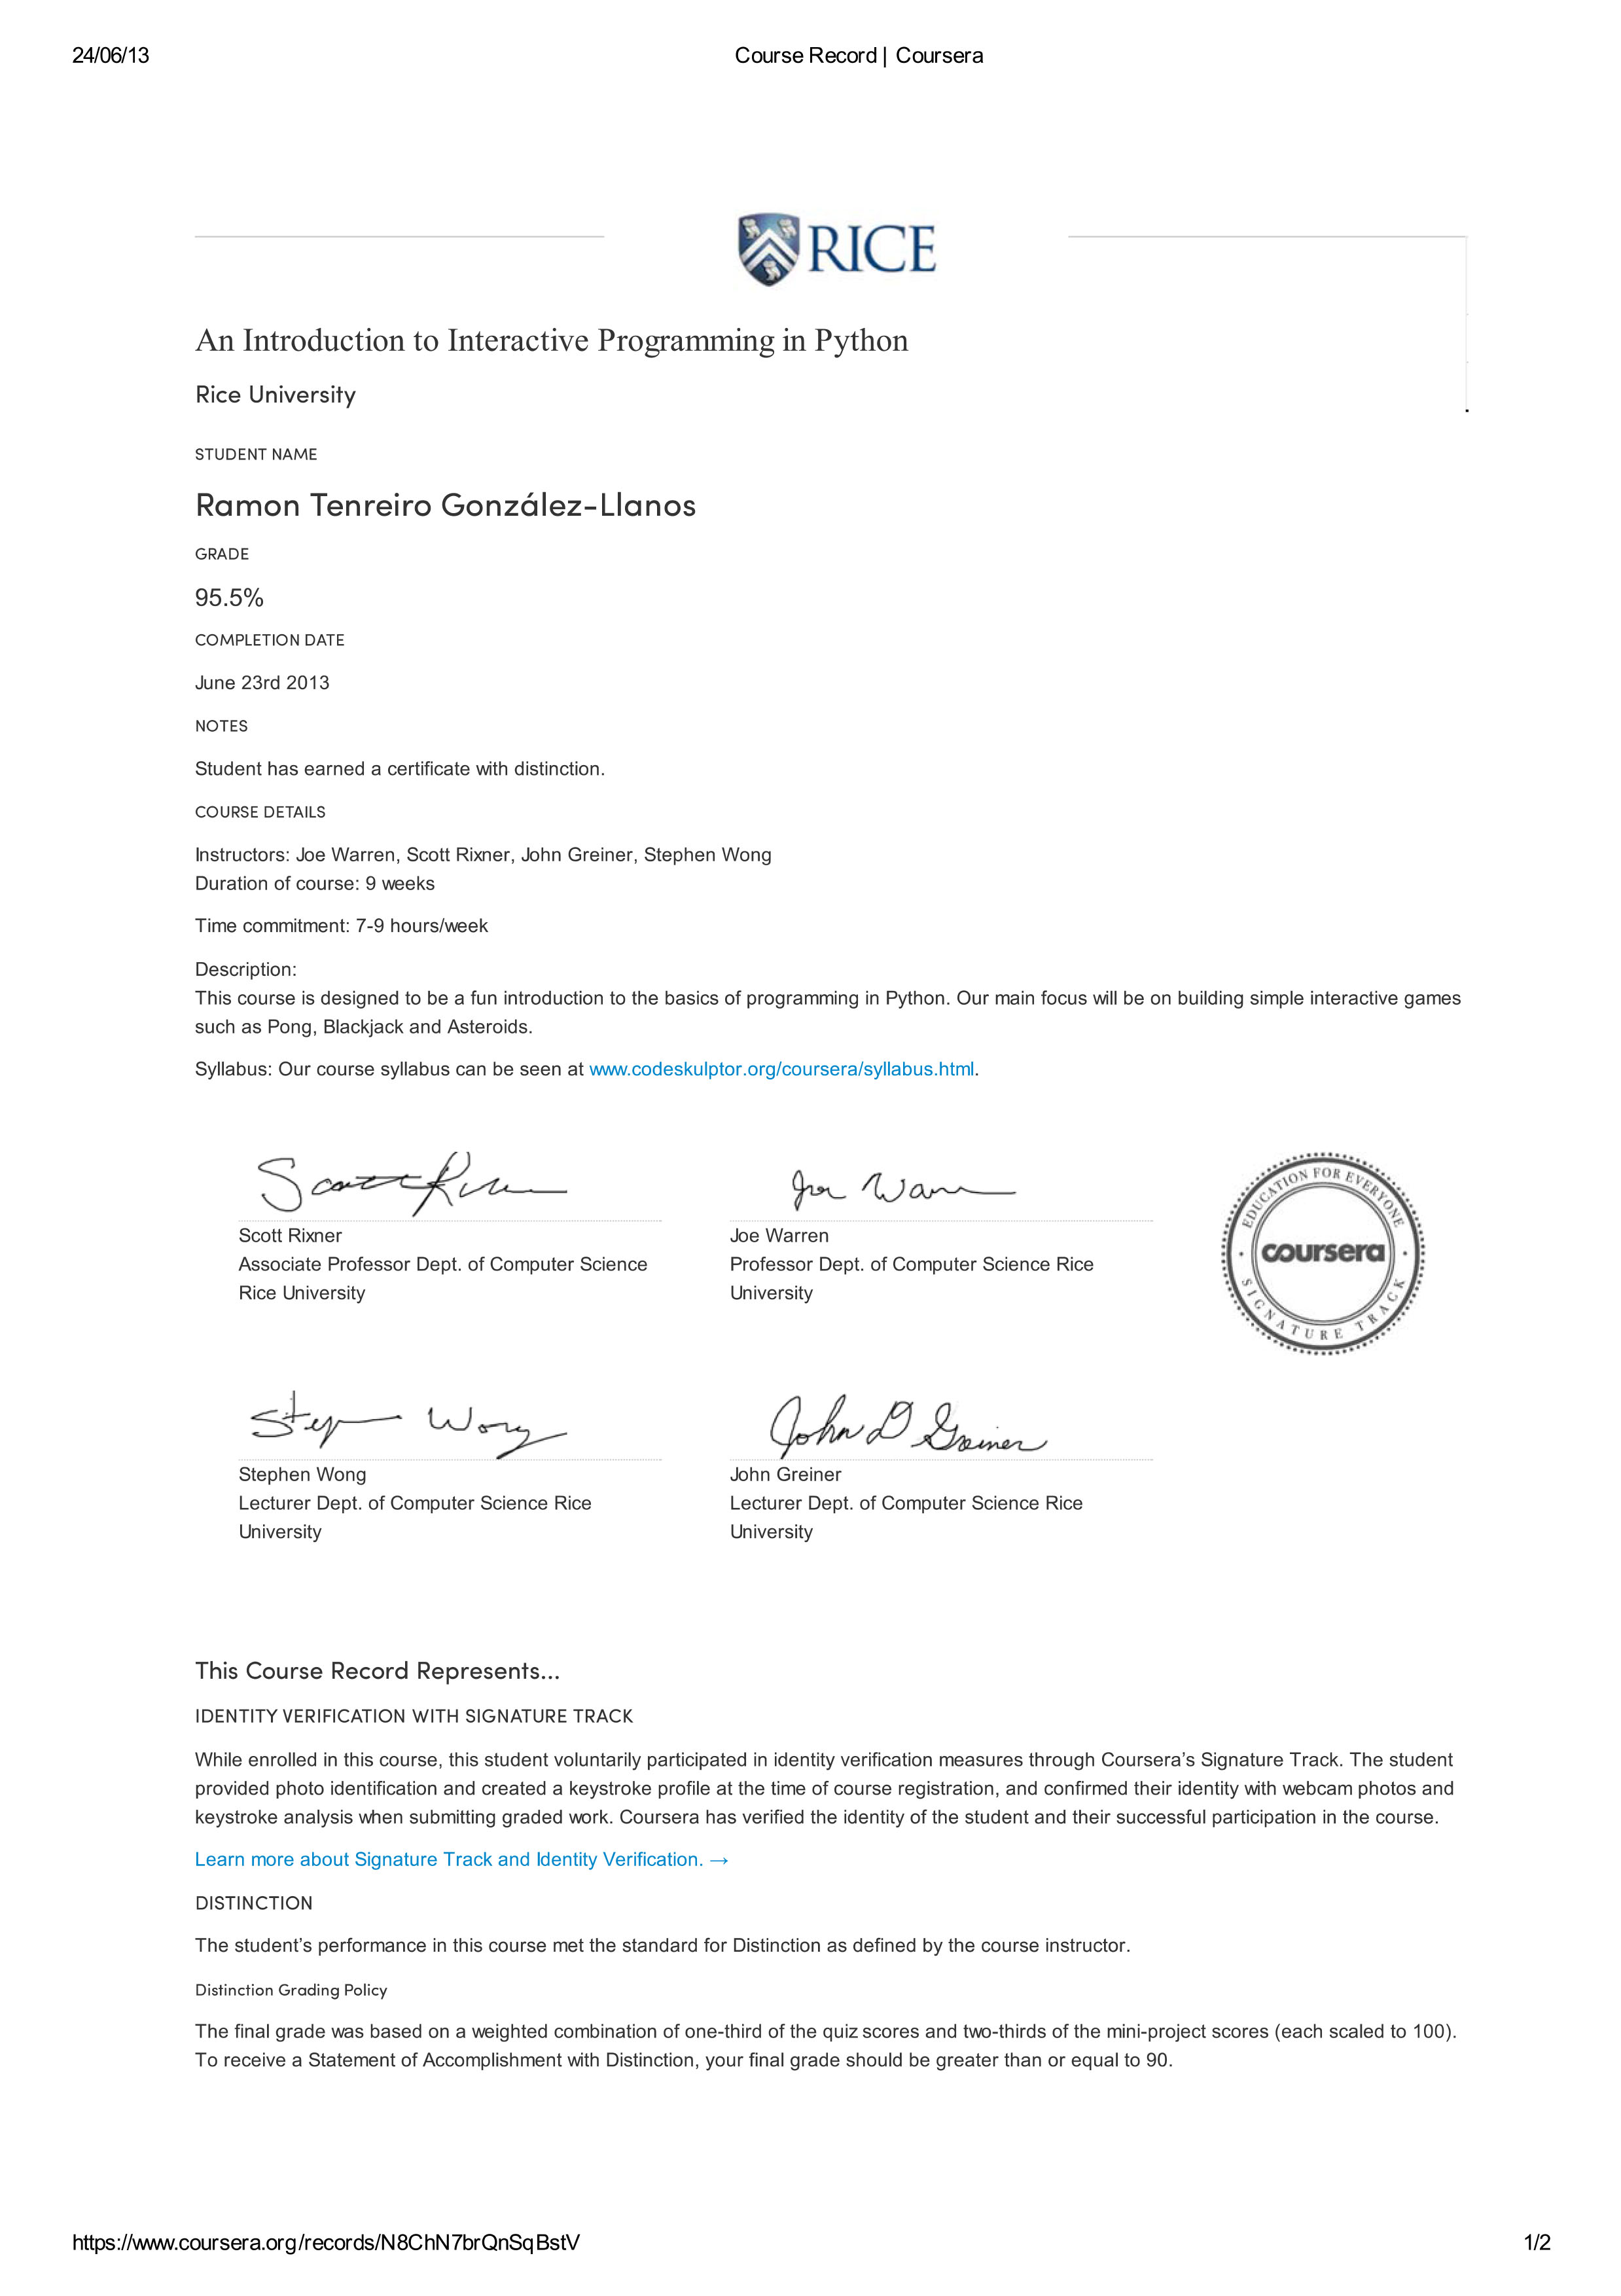 24/06/13
Course Record | Coursera
RICE
An Introduction to Interactive Programming in Python
Rice University
STUDENT NAME
Ramon Tenreiro González-Llanos
GRADE
95.5%
COMPLETION DATE
June 23rd 2013
NOTES
Student has earned a certificate with distinction.
COURSE DETAILS
Instructors: Joe Warren, Scott Rixner, John Greiner, Stephen Wong
Duration of course: 9 weeks
Time commitment: 7-9 hours/week
Description:
This course is designed to be a fun introduction to the basics of programming in Python. Our main focus will be on building simple interactive games
such as Pong, Blackjack and Asteroids.
Syllabus: Our course syllabus can be seen at www.codeskulptor.org/coursera/syllabus.html.
Scott Rixner
Associate Professor Dept. of Computer Science
Rice University
Joe Warren
Professor Dept. of Computer Science Rice
University
EDUCATION FOR EVERYONE
coursera
SIGNATURE TRACK
Stephen Wong
Stephen Wong
Lecturer Dept. of Computer Science Rice
University
John D Greiner
John Greiner
Lecturer Dept. of Computer Science Rice
University
This Course Record Represents...
IDENTITY VERIFICATION WITH SIGNATURE TRACK
While enrolled in this course, this student voluntarily participated in identity verification measures through Coursera's Signature Track. The student
provided photo identification and created a keystroke profile at the time of course registration, and confirmed their identity with webcam photos and
keystroke analysis when submitting graded work. Coursera has verified the identity of the student and their successful participation in the course.
Learn more about Signature Track and Identity Verification. →
DISTINCTION
The student's performance in this course met the standard for Distinction as defined by the course instructor.
Distinction Grading Policy
The final grade was based on a weighted combination of one-third of the quiz scores and two-thirds of the mini-project scores (each scaled to 100).
To receive a Statement of Accomplishment with Distinction, your final grade should be greater than or equal to 90.
https://www.coursera.org/records/N8ChN7brQnSqBstV
1/2